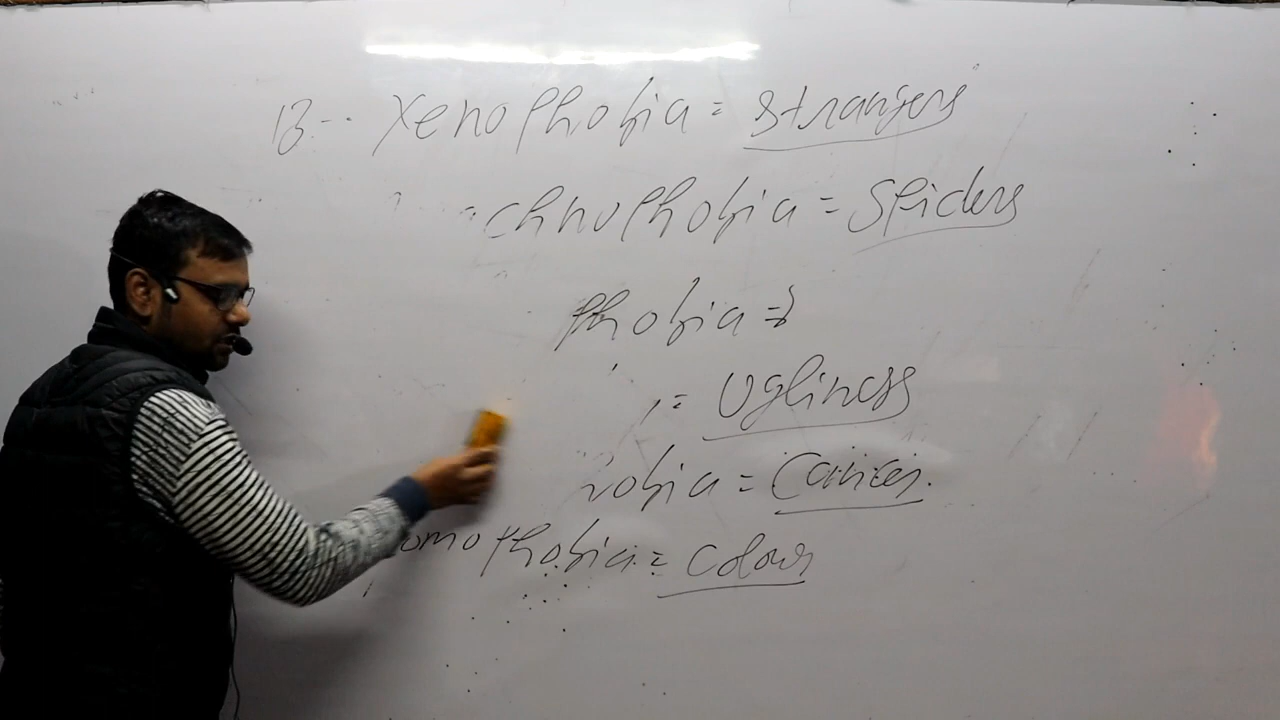 13-- Xenophobia = Strangers
chnophobia = Spiders
Phobia =
= Ugliness
obia = Cancer.
omophobia = Colour